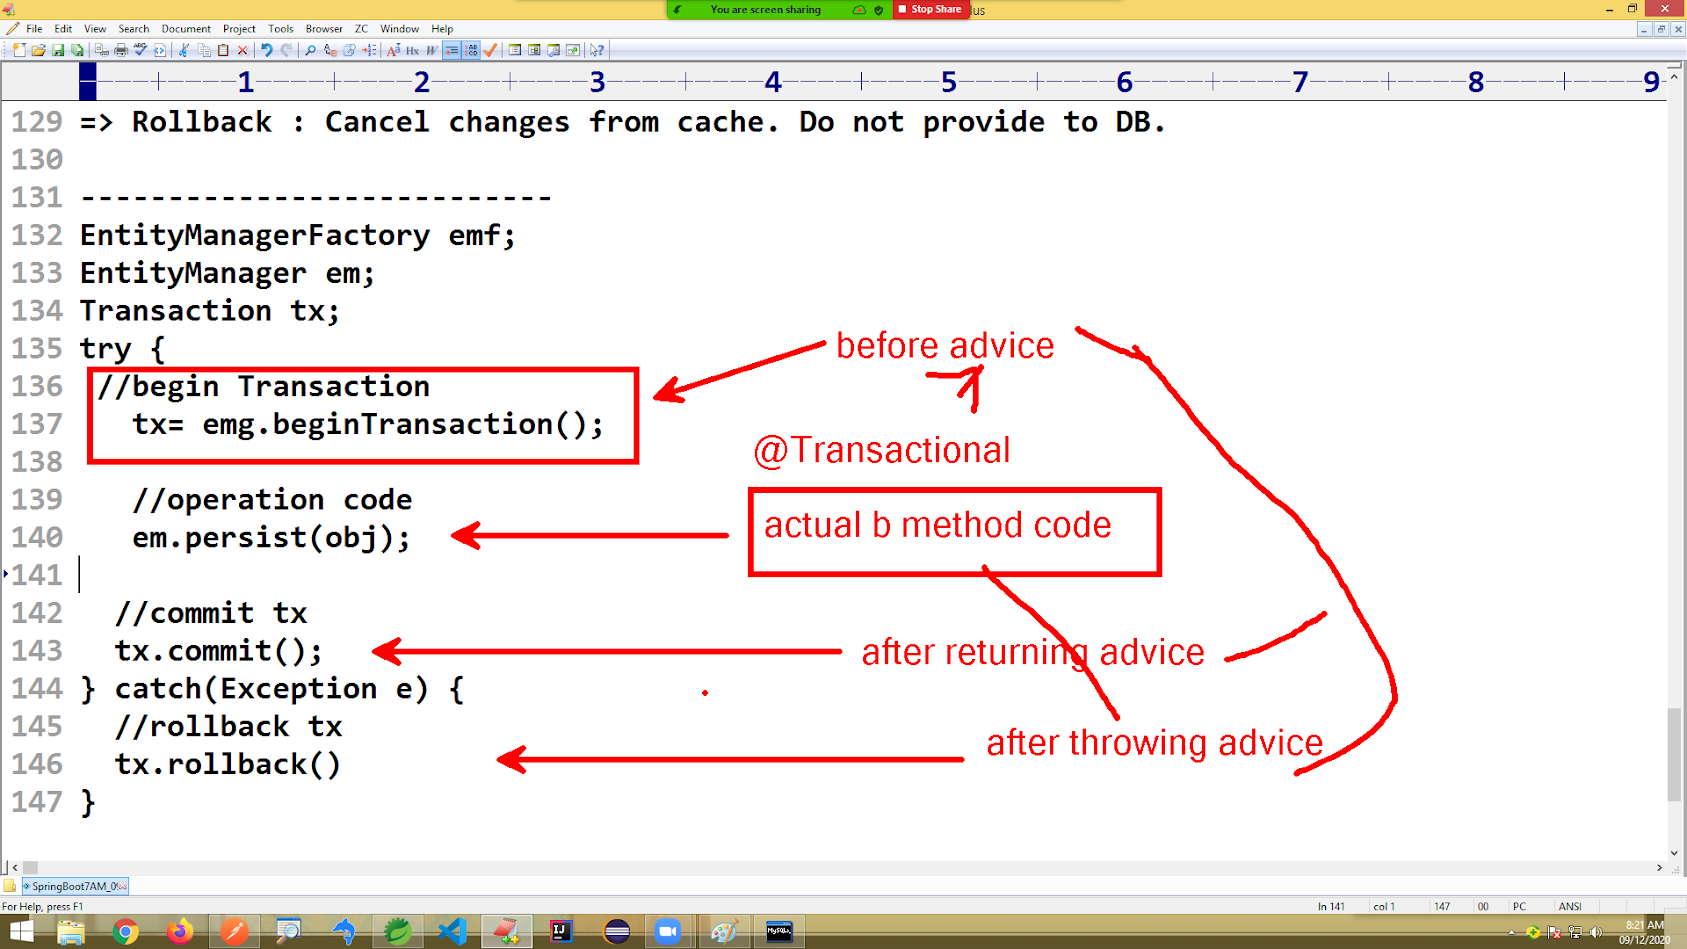 You are screen sharing
Stop Share
lus
File Edit View Search Document Project Tools Browser ZC Window Help
1 2 3 4 5 6 7 8 9
129 => Rollback : Cancel changes from cache. Do not provide to DB.
130
131 ---------------------------
132 EntityManagerFactory emf;
133 EntityManager em;
134 Transaction tx;
135 try {
before advice
136 //begin Transaction
137 tx= emg.beginTransaction();
@Transactional
138
139 //operation code
actual b method code
140 em.persist(obj);
141
142 //commit tx
143 tx.commit();
after returning advice
144 } catch(Exception e) {
145 //rollback tx
after throwing advice
146 tx.rollback()
147 }
SpringBoot7AM_0
For Help, press F1
ln 141 col 1 147 00 PC ANSI
8:21 AM
09/12/2020